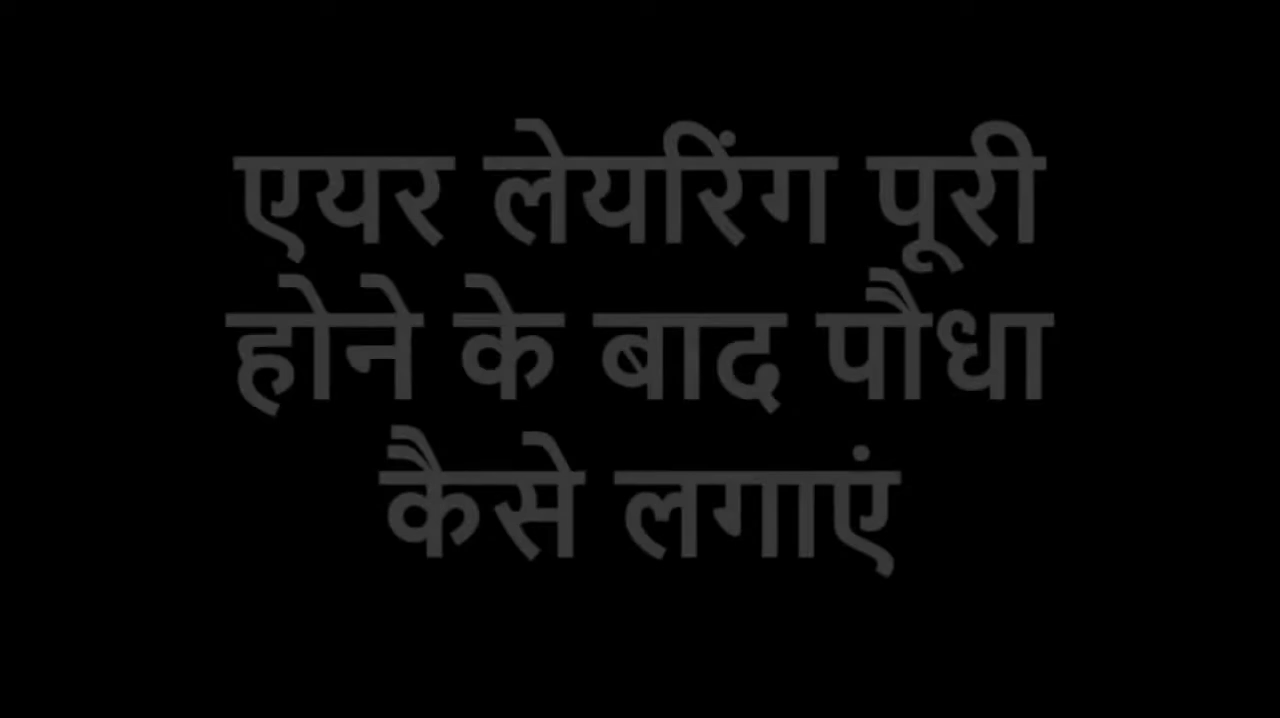 एयर लेयरिंग पूरी
होने के बाद पौधा
कैसे लगाएं